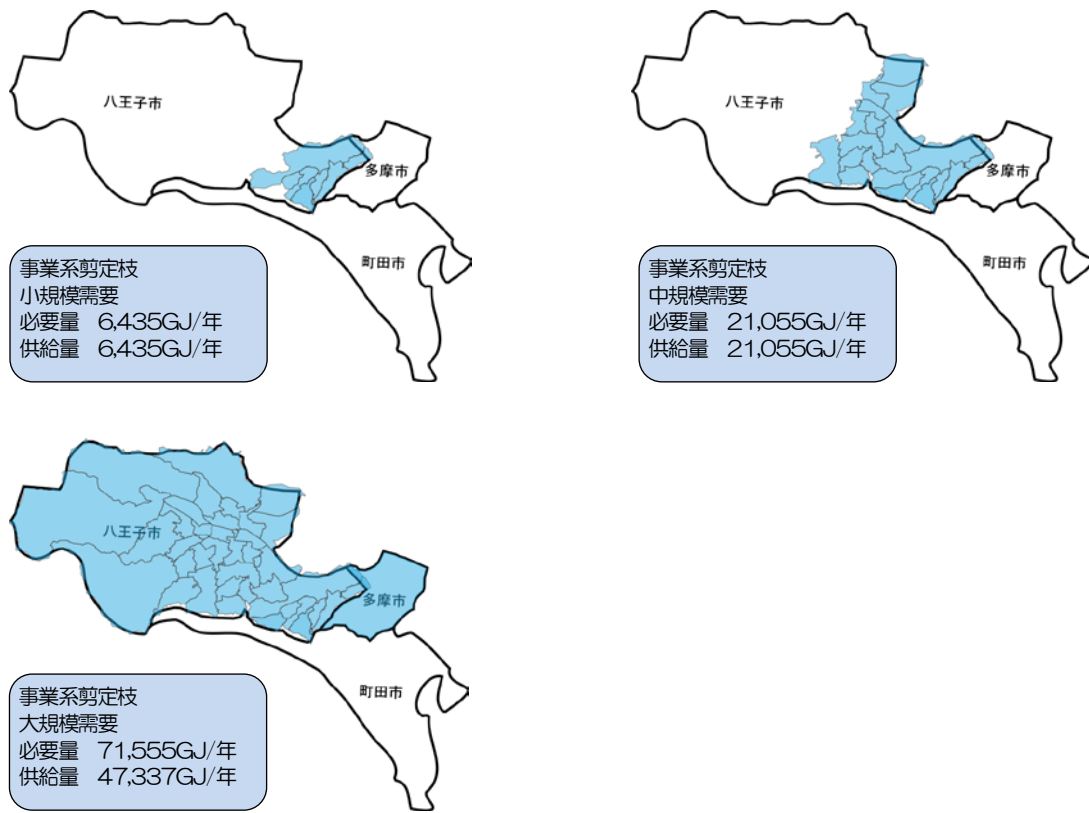 八王子市
多摩市
町田市
事業系剪定枝
小規模需要
必要量 6,435GJ/年
供給量 6,435GJ/年
八王子市
多摩市
町田市
事業系剪定枝
中規模需要
必要量 21,055GJ/年
供給量 21,055GJ/年
八王子市
多摩市
町田市
事業系剪定枝
大規模需要
必要量 71,555GJ/年
供給量 47,337GJ/年